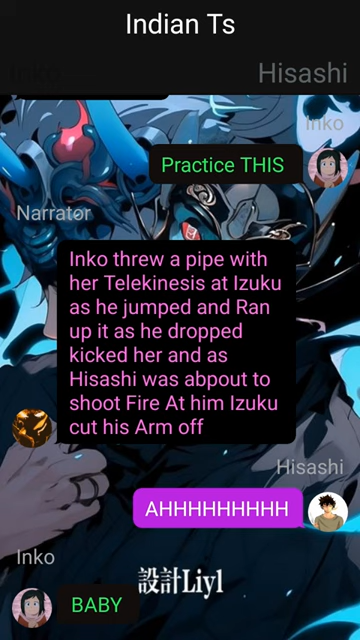 Indian Ts
Inko
Hisashi
Inko
Practice THIS
Narrator
Inko threw a pipe with
her Telekinesis at Izuku
as he jumped and Ran
up it as he dropped
kicked her and as
Hisashi was abpout to
shoot Fire At him Izuku
cut his Arm off
Hisashi
AHHHHHHHHH
Inko
設計Liyl
BABY